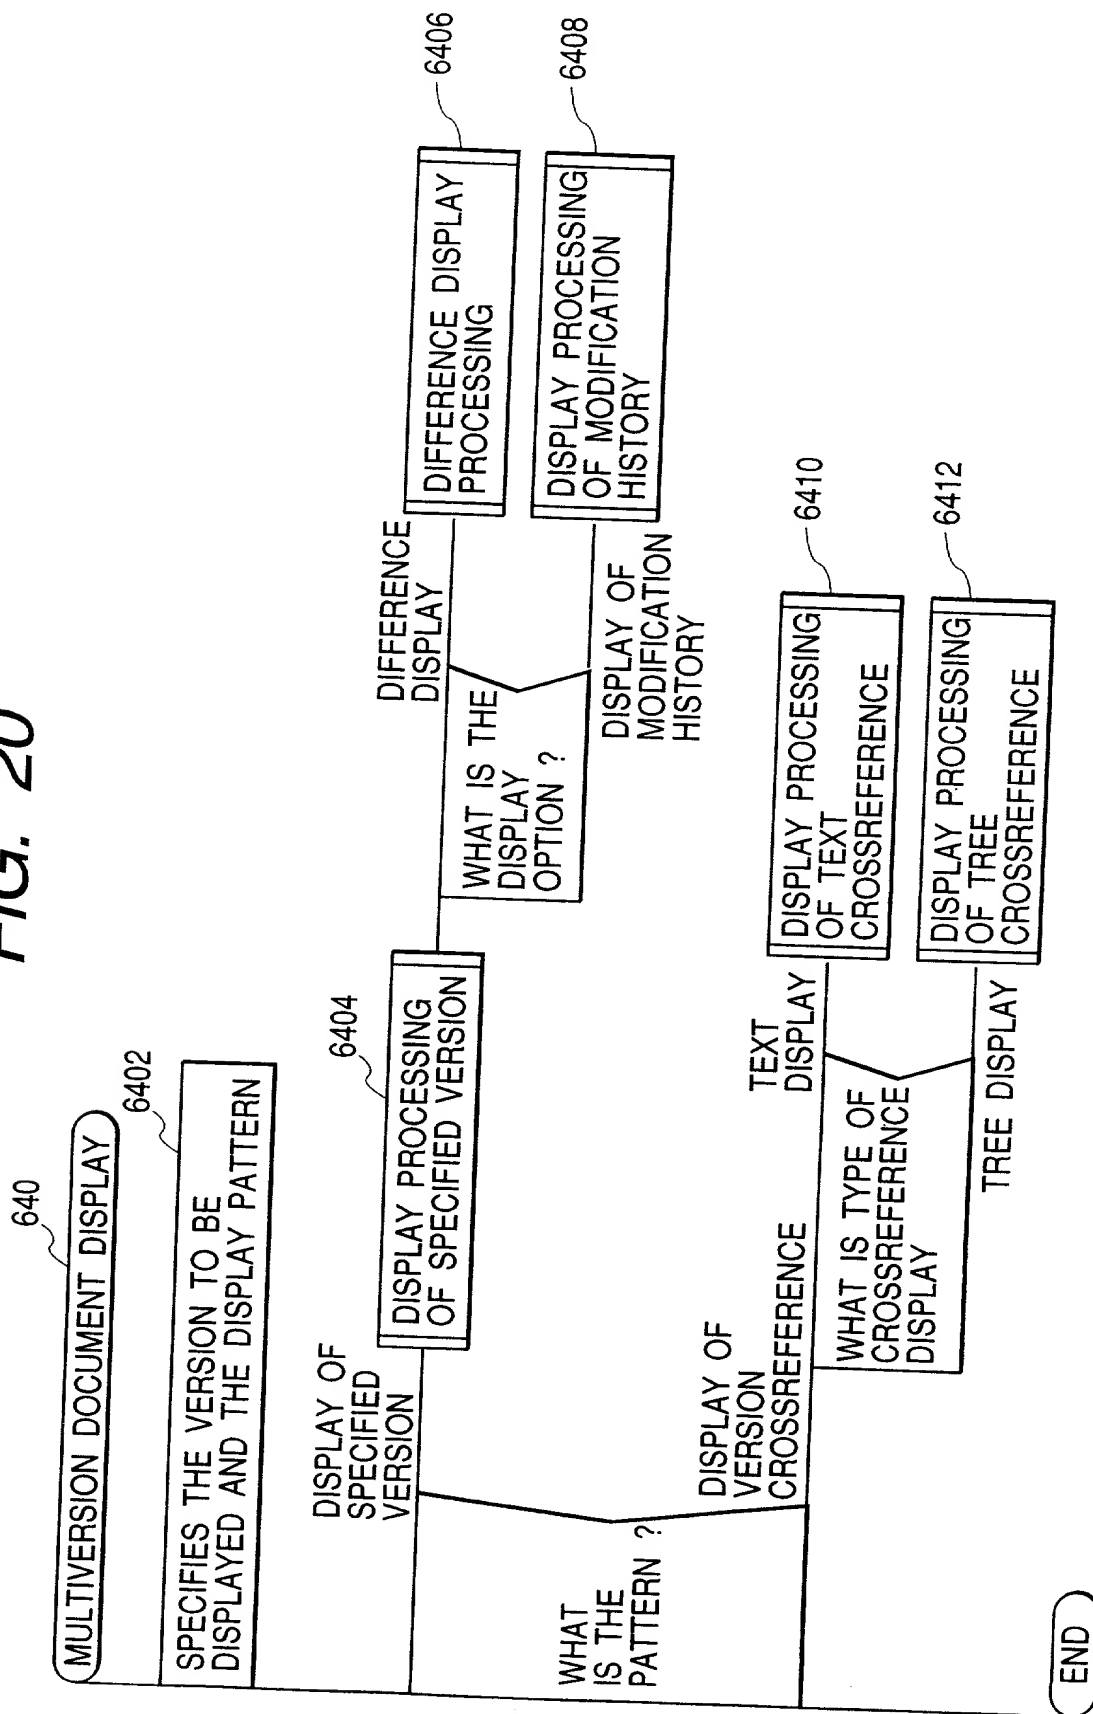 FIG. 20
640
MULTIVERSION DOCUMENT DISPLAY
6402
SPECIFIES THE VERSION TO BE
DISPLAYED AND THE DISPLAY PATTERN
WHAT
IS THE
PATTERN ?
DISPLAY OF
SPECIFIED
VERSION
6404
DISPLAY PROCESSING
OF SPECIFIED VERSION
WHAT IS THE
DISPLAY
OPTION ?
DIFFERENCE
DISPLAY
DIFFERENCE DISPLAY
PROCESSING
6406
DISPLAY OF
MODIFICATION
HISTORY
DISPLAY PROCESSING
OF MODIFICATION
HISTORY
6408
DISPLAY OF
VERSION
CROSSREFERENCE
WHAT IS TYPE OF
CROSSREFERENCE
DISPLAY
TEXT
DISPLAY
DISPLAY PROCESSING
OF TEXT
CROSSREFERENCE
6410
TREE DISPLAY
DISPLAY PROCESSING
OF TREE
CROSSREFERENCE
6412
END